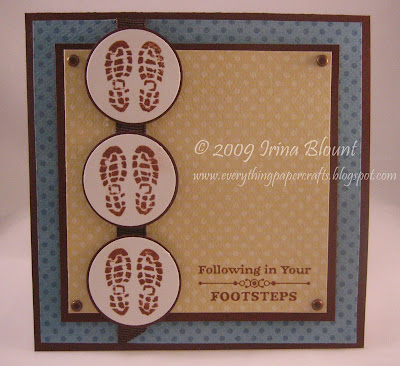 © 2009 Irina Blount
www.everythingpapercrafts.blogspot.com
Following in Your
FOOTSTEPS